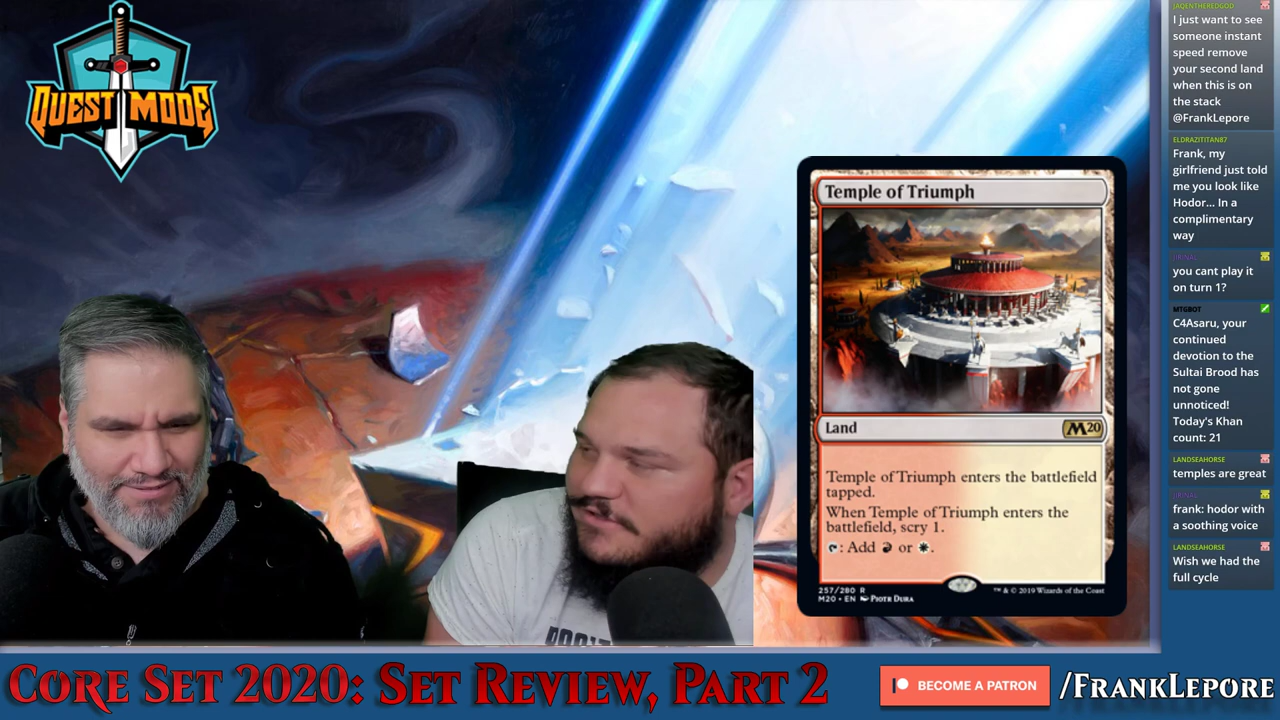 QUEST MODE
Temple of Triumph
Land
M20
Temple of Triumph enters the battlefield
tapped.
When Temple of Triumph enters the
battlefield, scry 1.
: Add or .
257/280 R
M20 • EN Piotr Dura
™ & © 2019 Wizards of the Coast
JAQENTHEREDGOD
I just want to see
someone instant
speed remove
your second land
when this is on
the stack
@FrankLepore
ELDRAZITITAN87
Frank, my
girlfriend just told
me you look like
Hodor... In a
complimentary
way
you cant play it
on turn 1?
MTGBOT
C4Asaru, your
continued
devotion to the
Sultai Brood has
not gone
unnoticed!
Today's Khan
count: 21
LANDSEAHORSE
temples are great
frank: hodor with
a soothing voice
LANDSEAHORSE
Wish we had the
full cycle
Core Set 2020: Set Review, Part 2
BECOME A PATRON
/FrankLepore